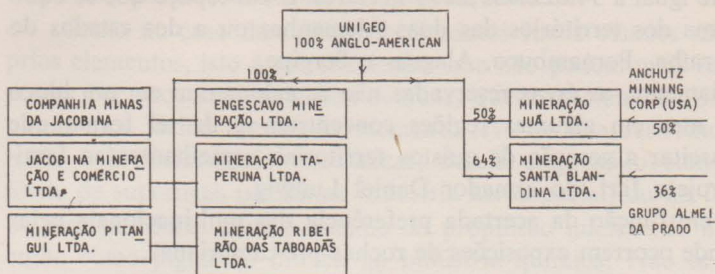 UNIGEO
100% ANGLO-AMERICAN
100%
COMPANHIA MINAS
DA JACOBINA
JACOBINA MINERA
ÇÃO E COMÉRCIO
LTDA.
MINERAÇÃO PITAN
GUI LTDA.
ENGESCAVO MINE
RAÇÃO LTDA.
MINERAÇÃO ITA-
PERUNA LTDA.
MINERAÇÃO RIBEI
RÃO DAS TABOADAS
LTDA.
50%
MINERAÇÃO
JUÁ LTDA.
64%
MINERAÇÃO
SANTA BLAN-
DINA LTDA.
ANCHUTZ
MINNING
CORP(USA)
50%
36%
GRUPO ALMEI
DA PRADO